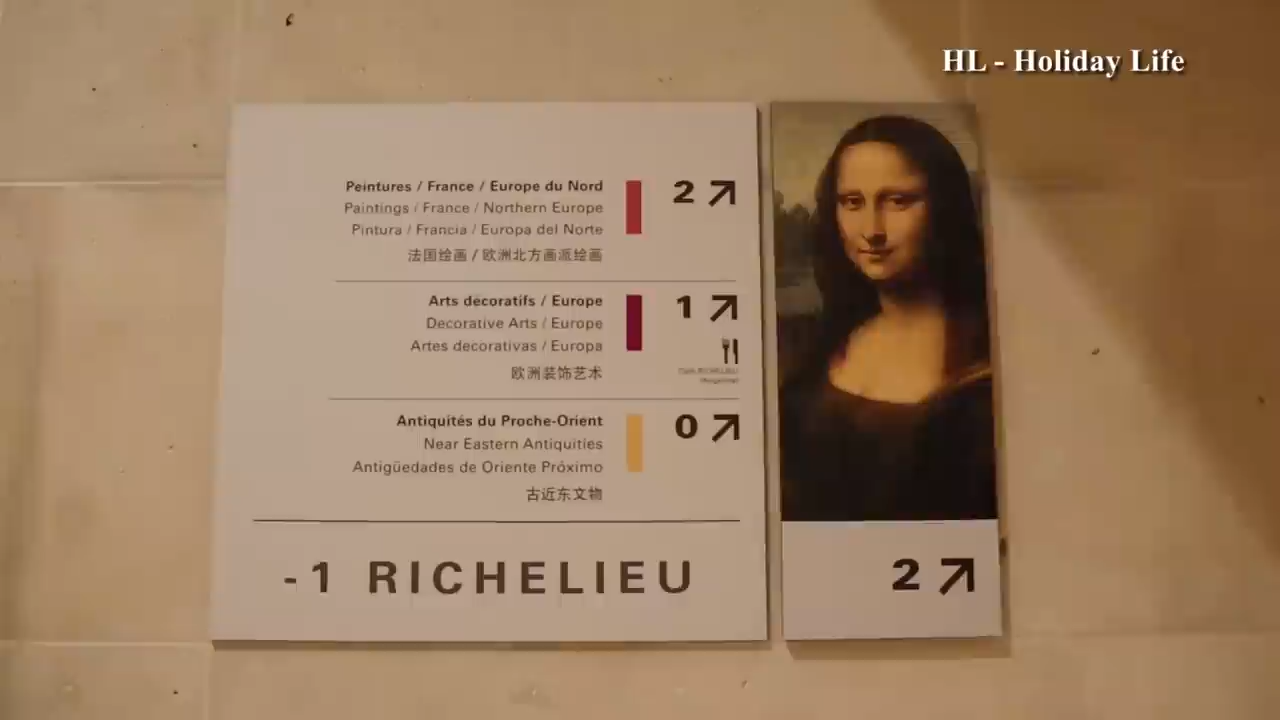 HL - Holiday Life
Peintures / France / Europe du Nord
Paintings / France / Northern Europe
Pintura / Francia / Europa del Norte
法国绘画 / 欧洲北方画派绘画
2
Arts décoratifs / Europe
Decorative Arts / Europe
Artes decorativas / Europa
欧洲装饰艺术
1
Café RICHELIEU
Antiquités du Proche-Orient
Near Eastern Antiquities
Antigüedades de Oriente Próximo
古近东文物
0
-1 RICHELIEU
2